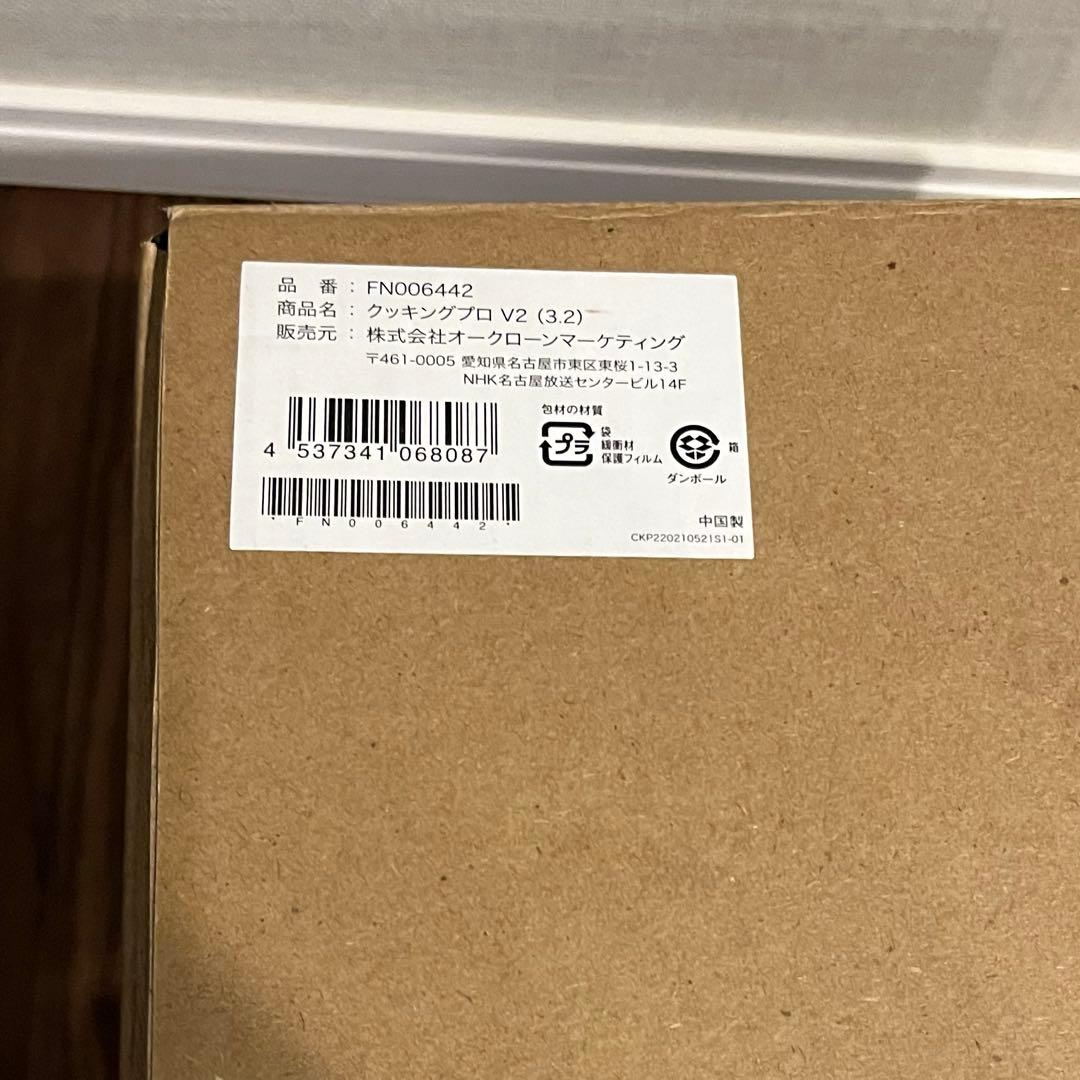 品 番 : FN006442
商品名 : クッキングプロ V2 (3.2)
販売元 : 株式会社オークローンマーケティング
〒461-0005 愛知県名古屋市東区東桜1-13-3
NHK名古屋放送センタービル14F
包材の材質
プラ
袋
緩衝材
保護フィルム
箱
ダンボール
4 537341 068087
*FN006442*
中国製
CKP220210521S1-01